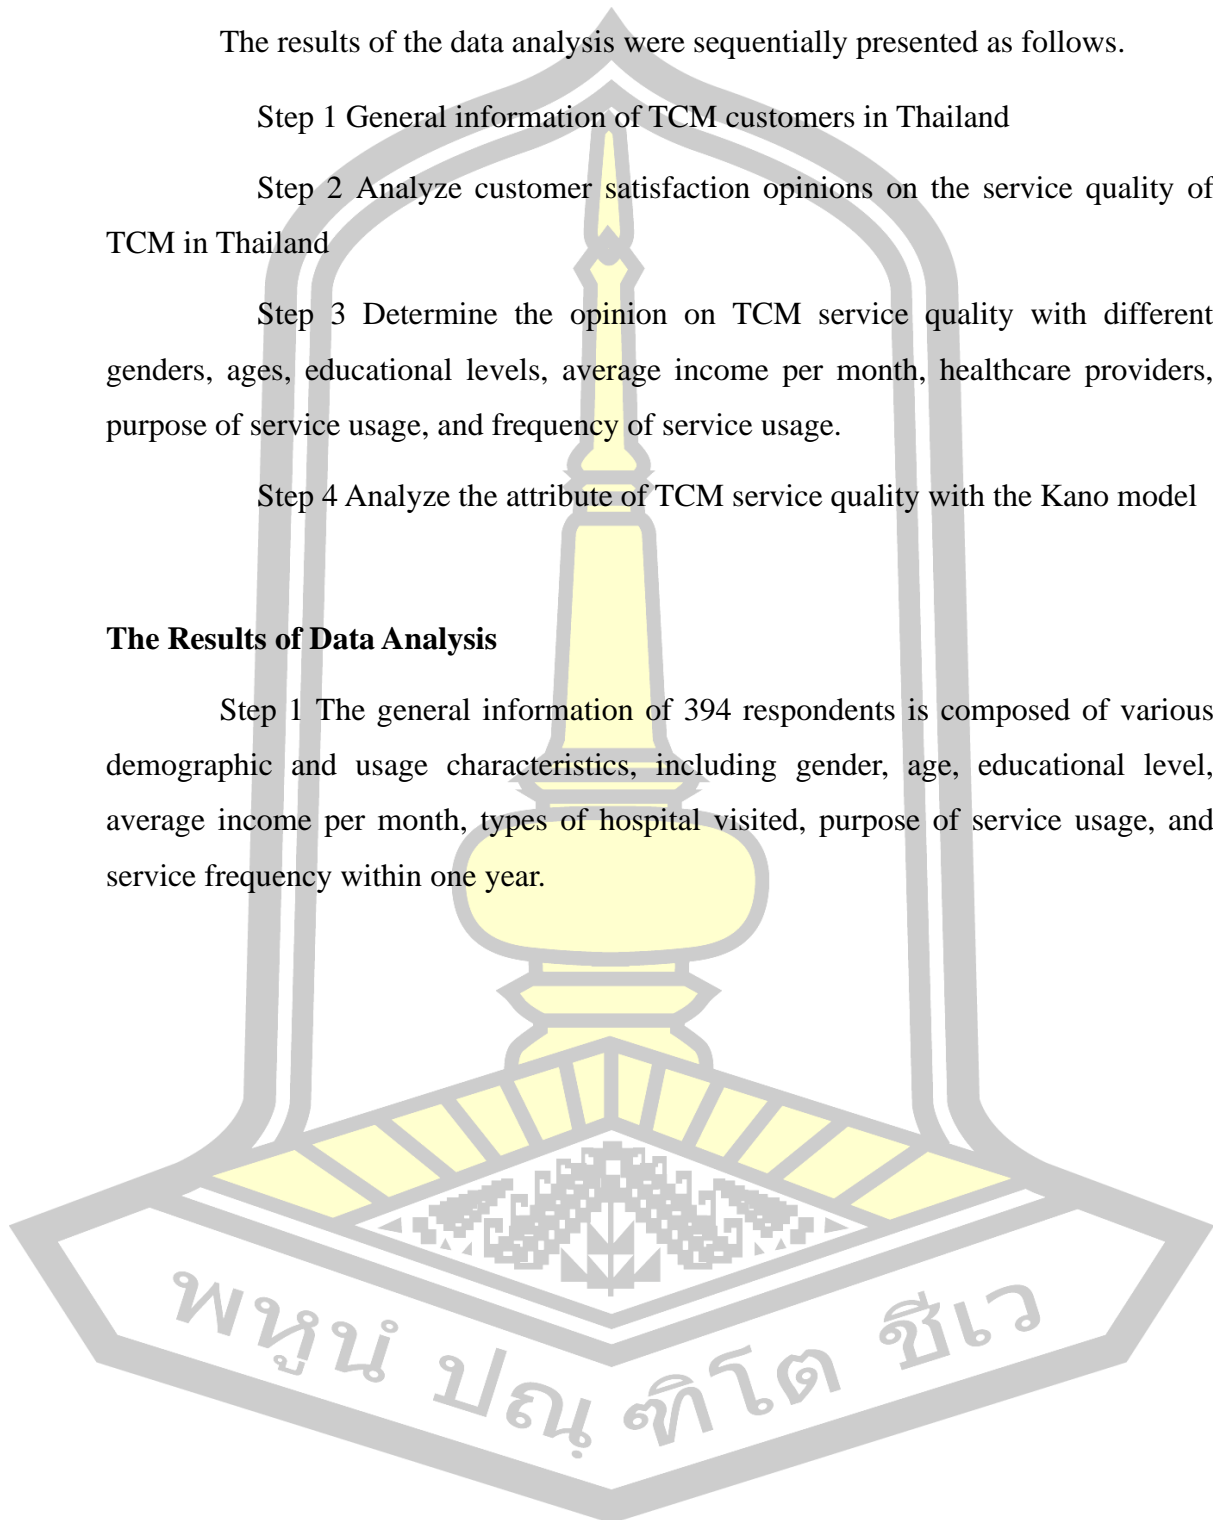 The results of the data analysis were sequentially presented as follows.
Step 1 General information of TCM customers in Thailand
Step 2 Analyze customer satisfaction opinions on the service quality of
TCM in Thailand
Step 3 Determine the opinion on TCM service quality with different
genders, ages, educational levels, average income per month, healthcare providers,
purpose of service usage, and frequency of service usage.
Step 4 Analyze the attribute of TCM service quality with the Kano model
The Results of Data Analysis
Step 1 The general information of 394 respondents is composed of various
demographic and usage characteristics, including gender, age, educational level,
average income per month, types of hospital visited, purpose of service usage, and
service frequency within one year.
พหูนํ ปณฺ ฑิโต ชีเว